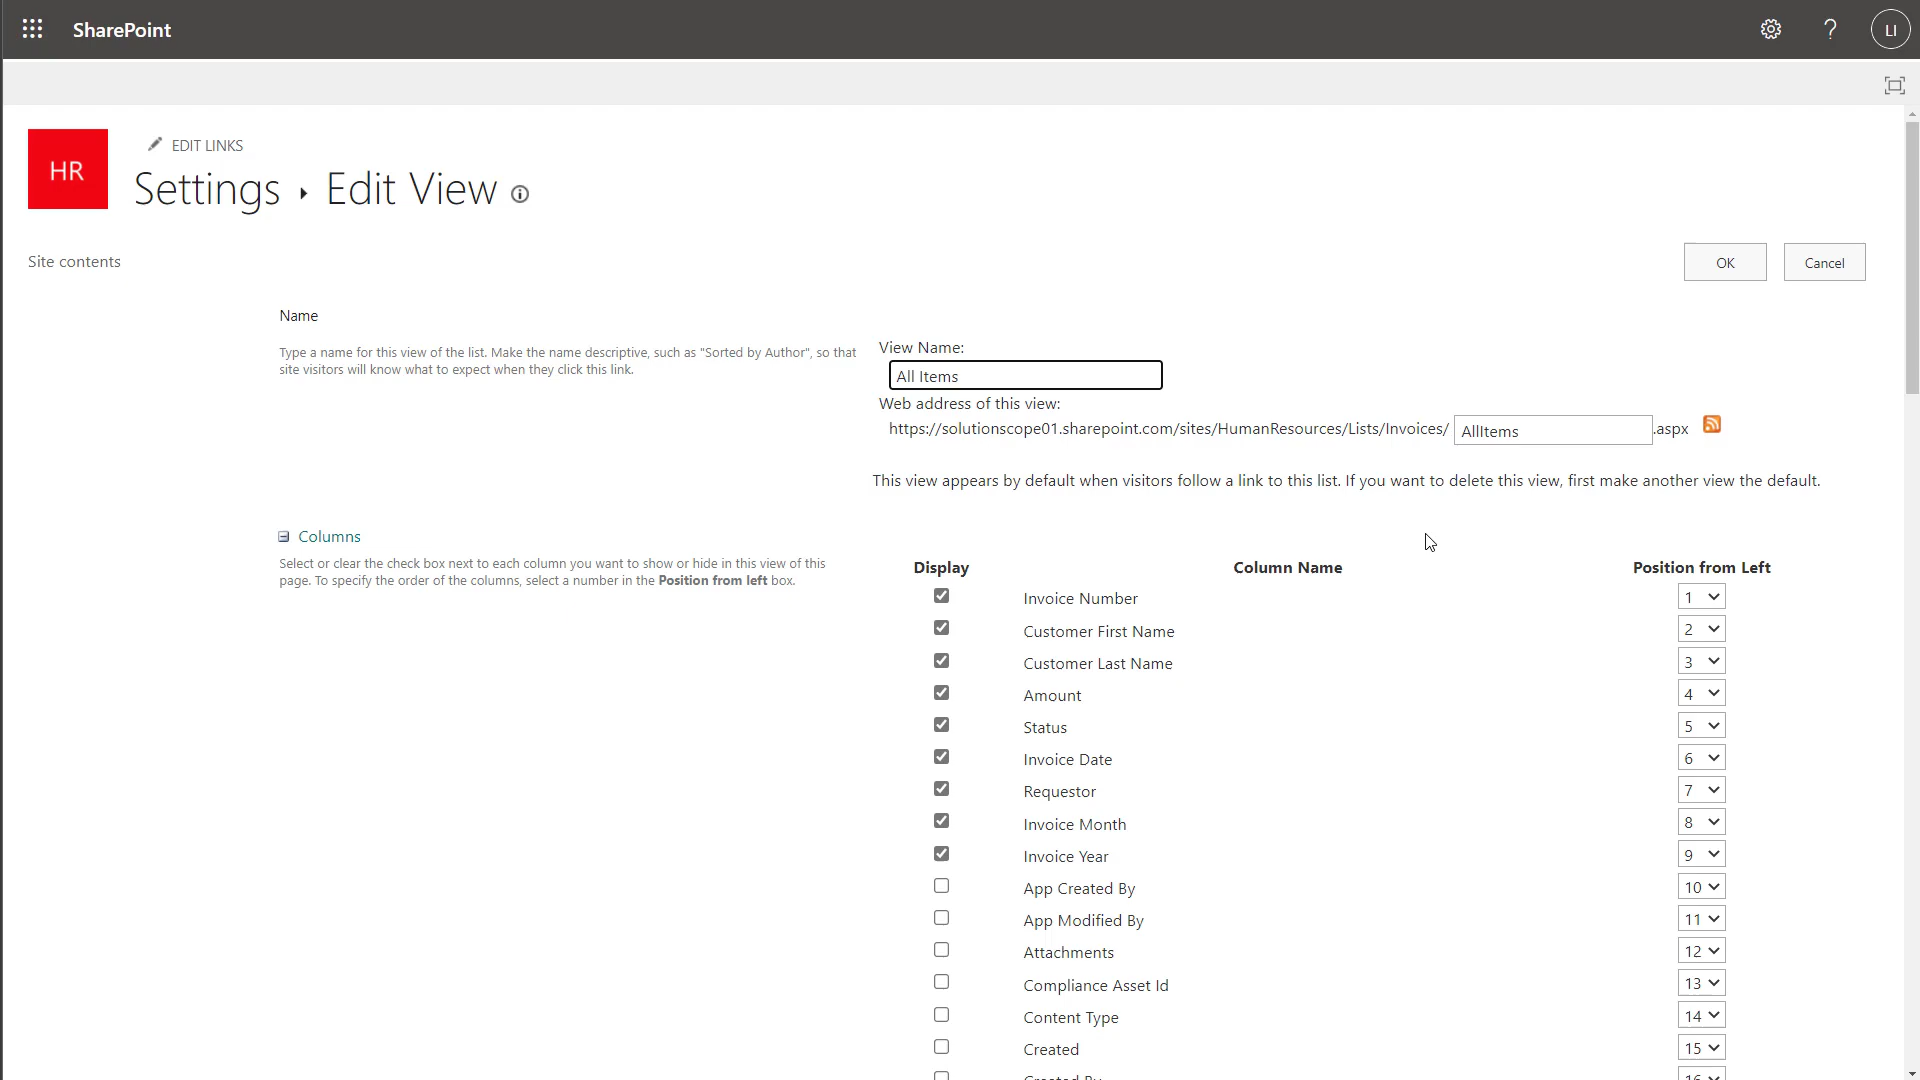 SharePoint
?
LI
HR
EDIT LINKS
Settings ▸ Edit View
Site contents
OK
Cancel
Name
Type a name for this view of the list. Make the name descriptive, such as "Sorted by Author", so that
site visitors will know what to expect when they click this link.
View Name:
All Items
Web address of this view:
https://solutionscope01.sharepoint.com/sites/HumanResources/Lists/Invoices/ AllItems .aspx
This view appears by default when visitors follow a link to this list. If you want to delete this view, first make another view the default.
Columns
Select or clear the check box next to each column you want to show or hide in this view of this
page. To specify the order of the columns, select a number in the Position from left box.
Display Column Name Position from Left
Invoice Number 1
Customer First Name 2
Customer Last Name 3
Amount 4
Status 5
Invoice Date 6
Requestor 7
Invoice Month 8
Invoice Year 9
App Created By 10
App Modified By 11
Attachments 12
Compliance Asset Id 13
Content Type 14
Created 15
Created By 16